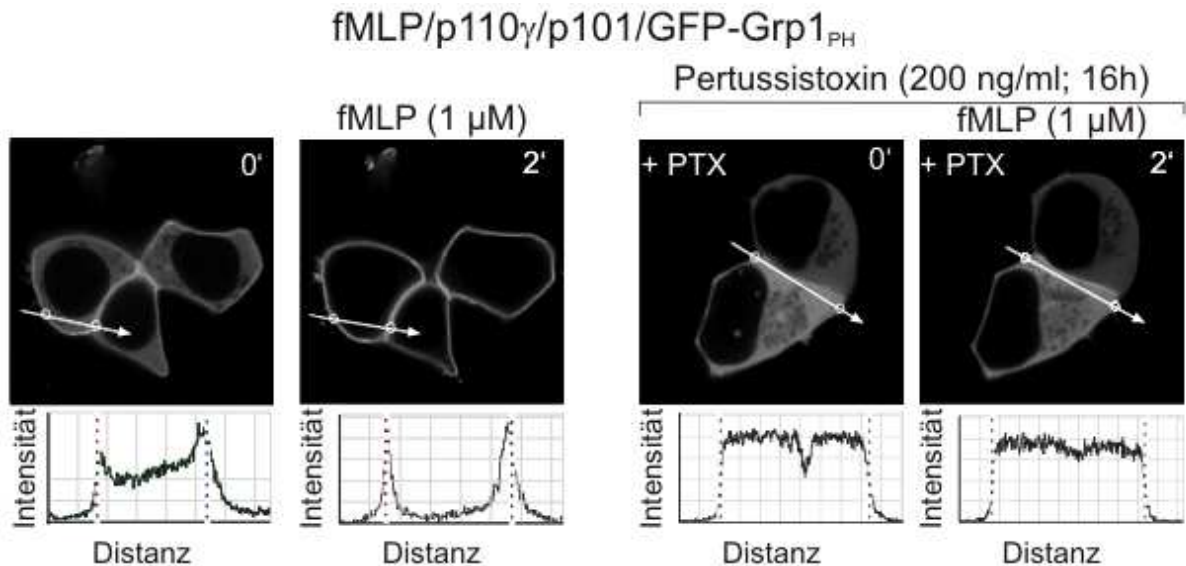 fMLP/p110γ/p101/GFP-Grp1PH
Pertussistoxin (200 ng/ml; 16h)
fMLP (1 µM)
fMLP (1 µM)
0'
2'
+ PTX
0'
+ PTX
2'
Intensität
Intensität
Intensität
Intensität
Distanz
Distanz
Distanz
Distanz